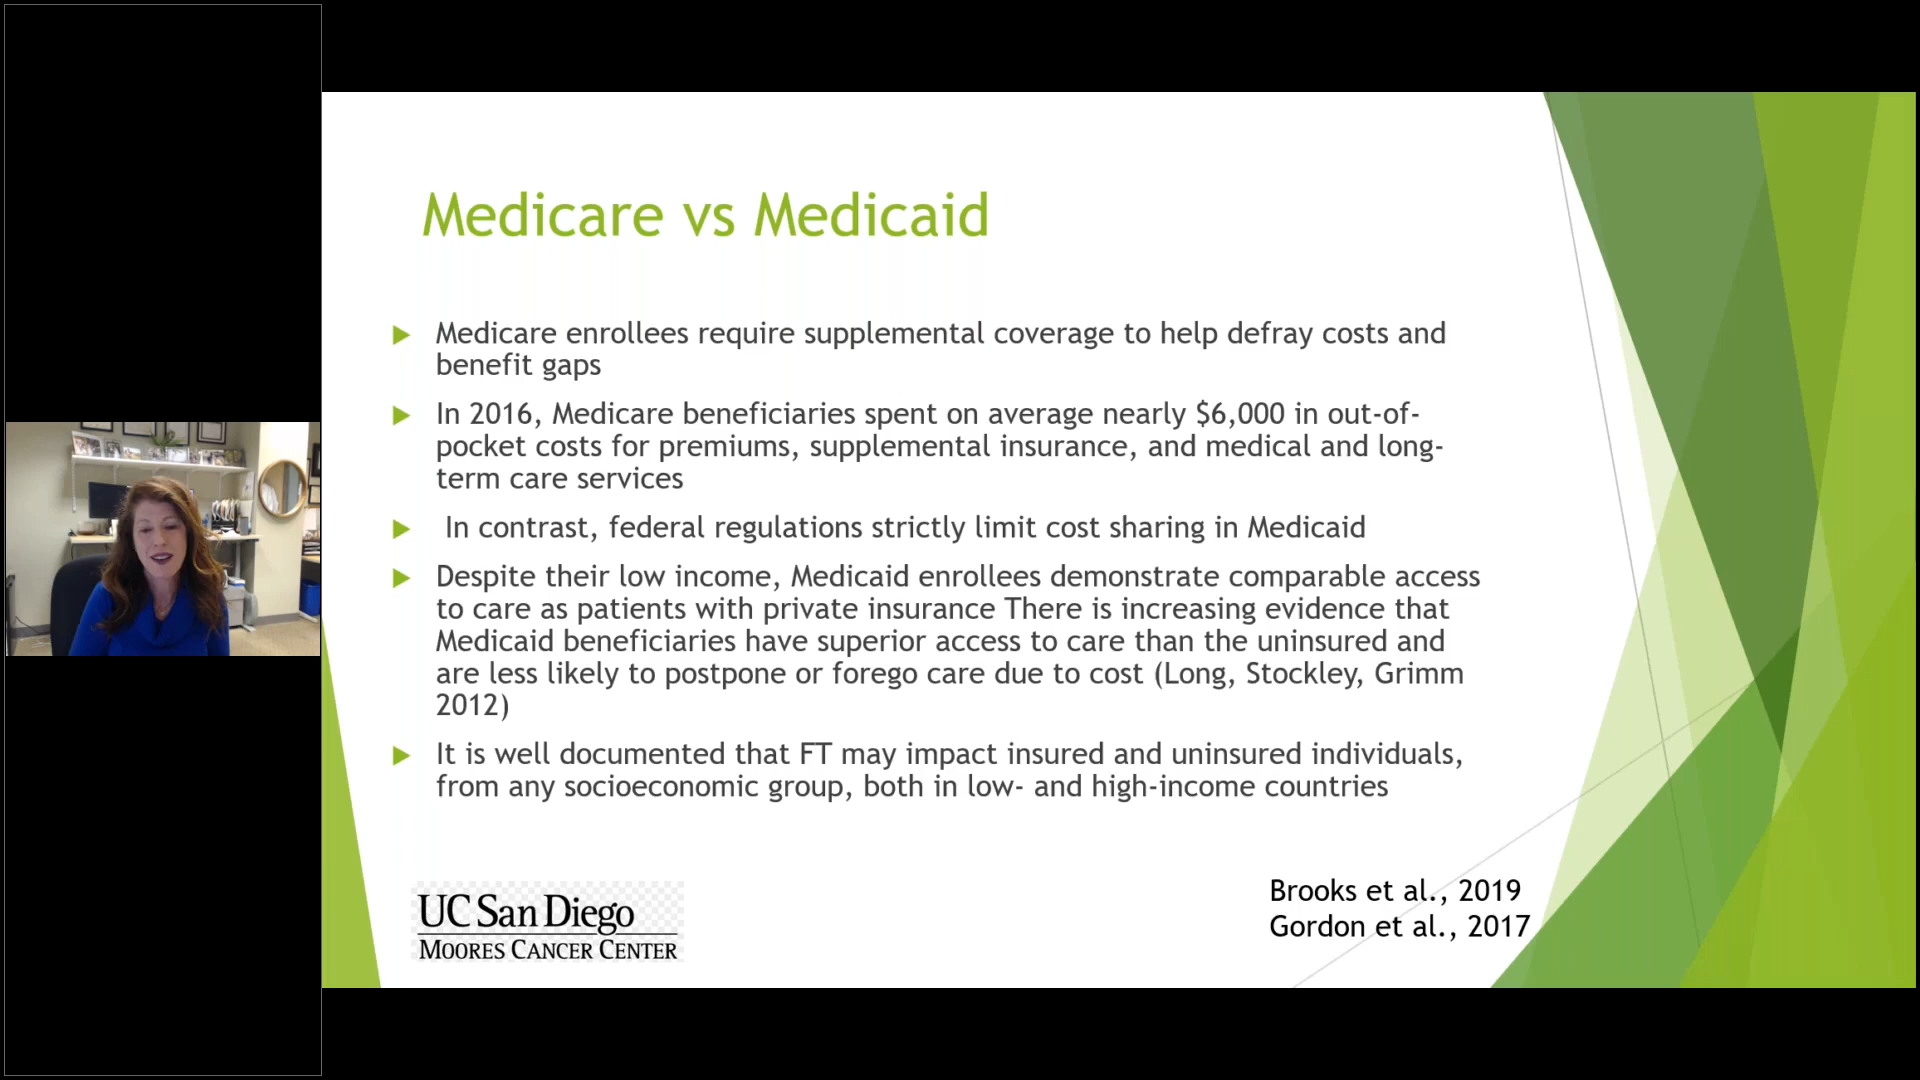 Medicare vs Medicaid
Medicare enrollees require supplemental coverage to help defray costs and
benefit gaps
In 2016, Medicare beneficiaries spent on average nearly $6,000 in out-of-
pocket costs for premiums, supplemental insurance, and medical and long-
term care services
In contrast, federal regulations strictly limit cost sharing in Medicaid
Despite their low income, Medicaid enrollees demonstrate comparable access
to care as patients with private insurance There is increasing evidence that
Medicaid beneficiaries have superior access to care than the uninsured and
are less likely to postpone or forego care due to cost (Long, Stockley, Grimm
2012)
It is well documented that FT may impact insured and uninsured individuals,
from any socioeconomic group, both in low- and high-income countries
UC San Diego
MOORES CANCER CENTER
Brooks et al., 2019
Gordon et al., 2017